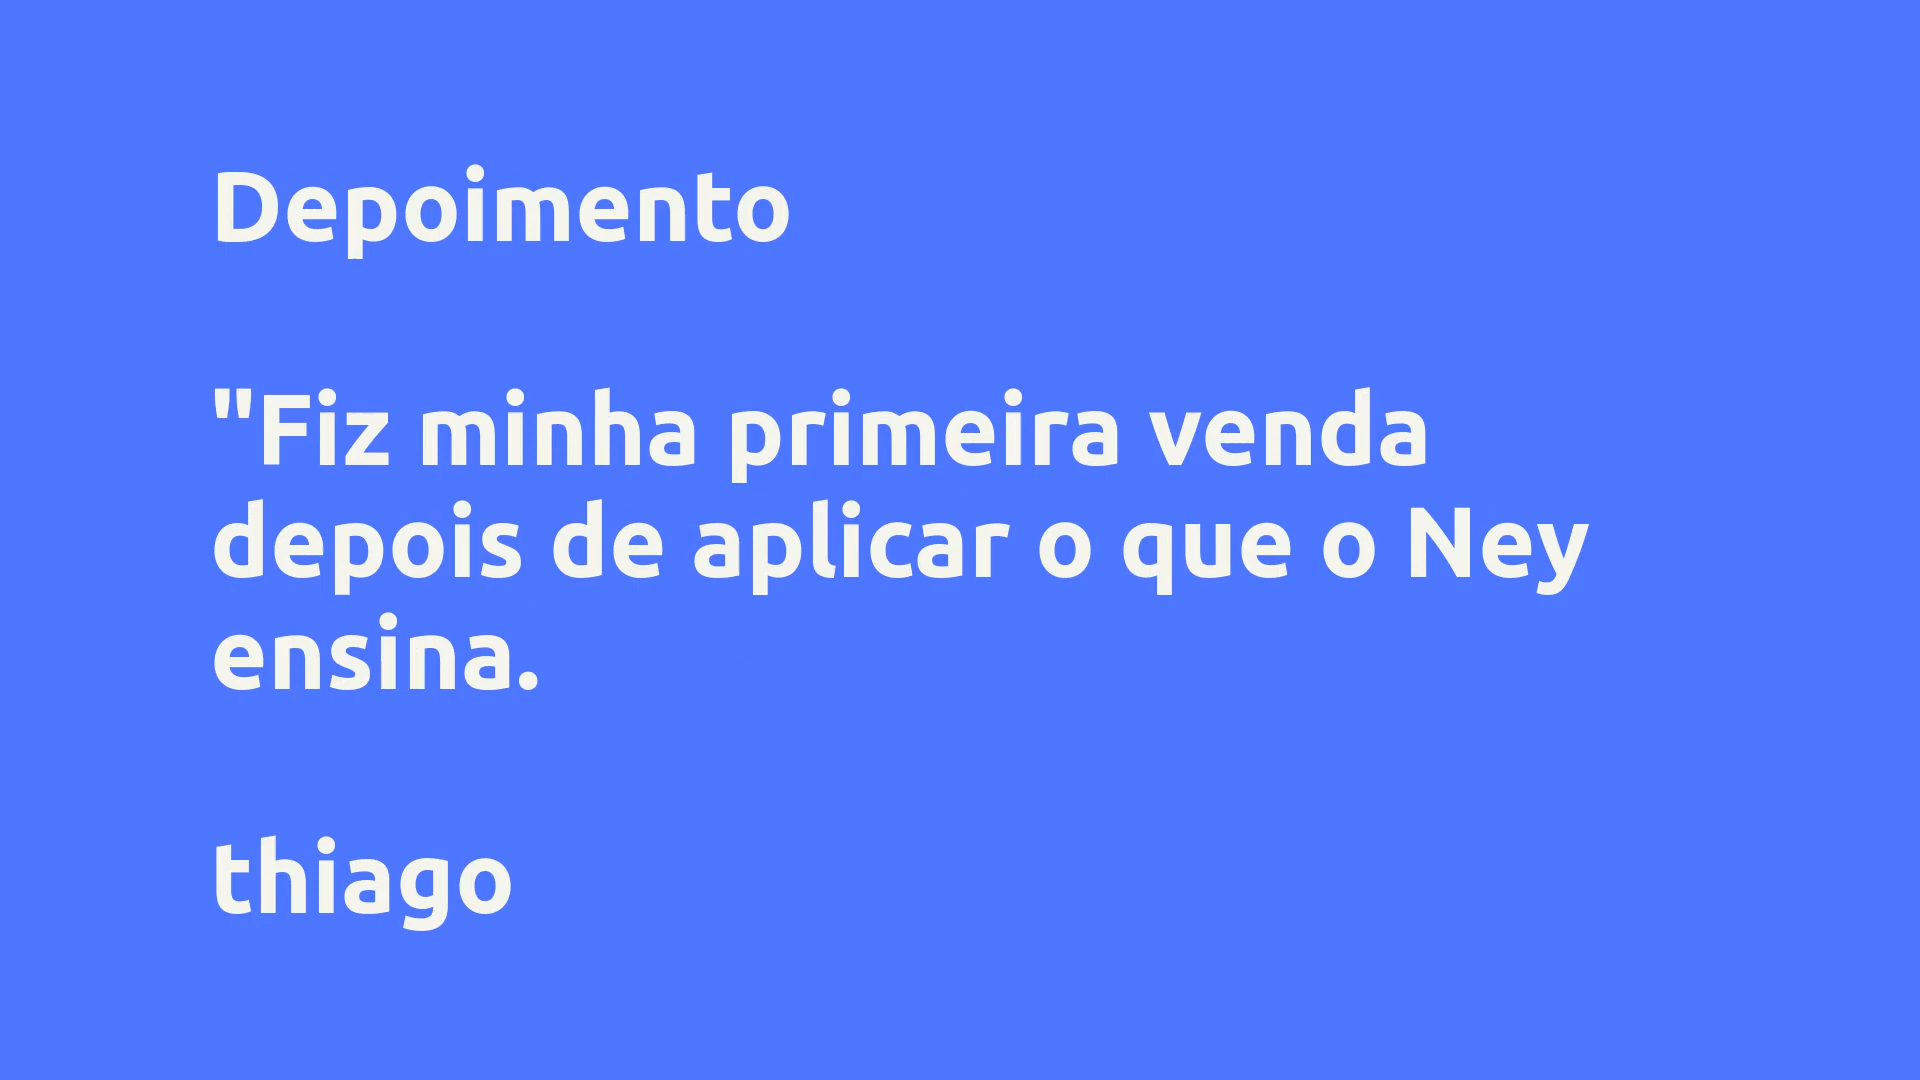 Depoimento
"Fiz minha primeira venda
depois de aplicar o que o Ney
ensina.
thiago